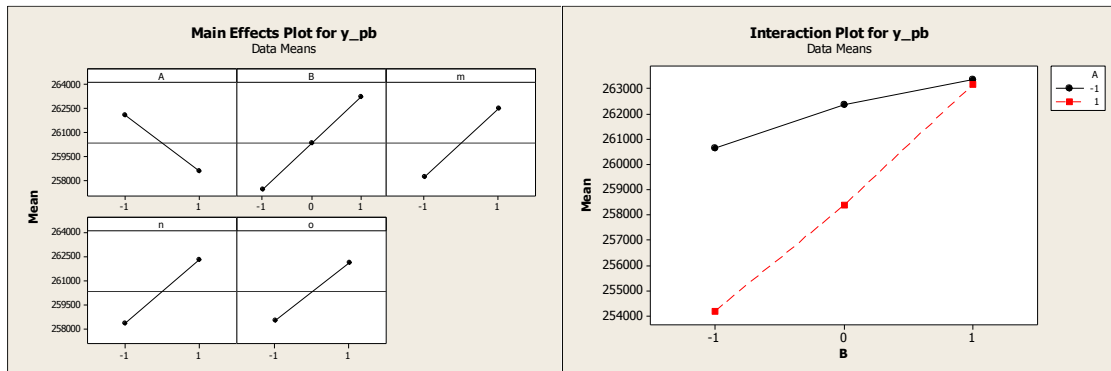 Main Effects Plot for y_pb
Data Means
A B m
264000
262500
261000
259500
258000
-1 1 -1 0 1 -1 1
Mean
n o
264000
262500
261000
259500
258000
-1 1 -1 1
Interaction Plot for y_pb
Data Means
263000
262000
261000
260000
259000
258000
257000
256000
255000
254000
Mean
-1 0 1
B
A
-1
1